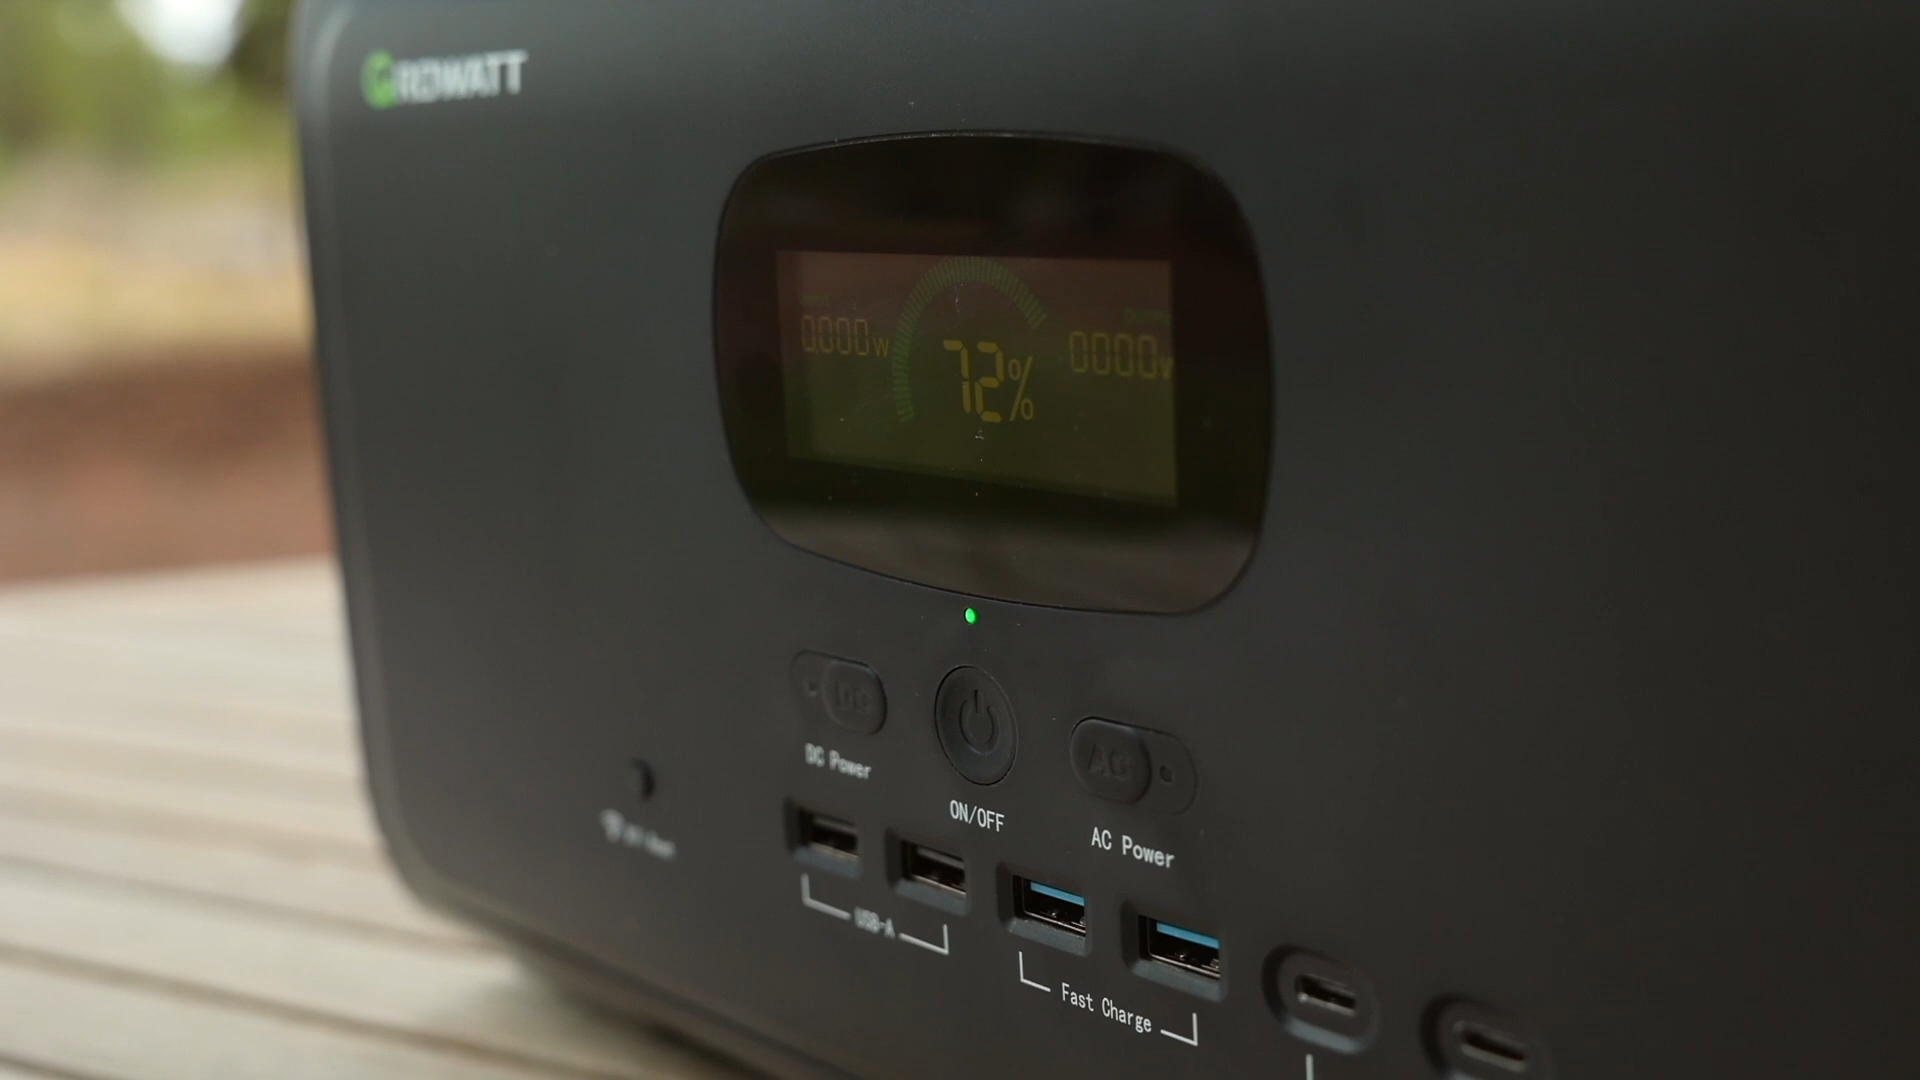 GROWATT
0000W
72%
0000W
DC
AC
DC Power
ON/OFF
AC Power
USB-A
Fast Charge